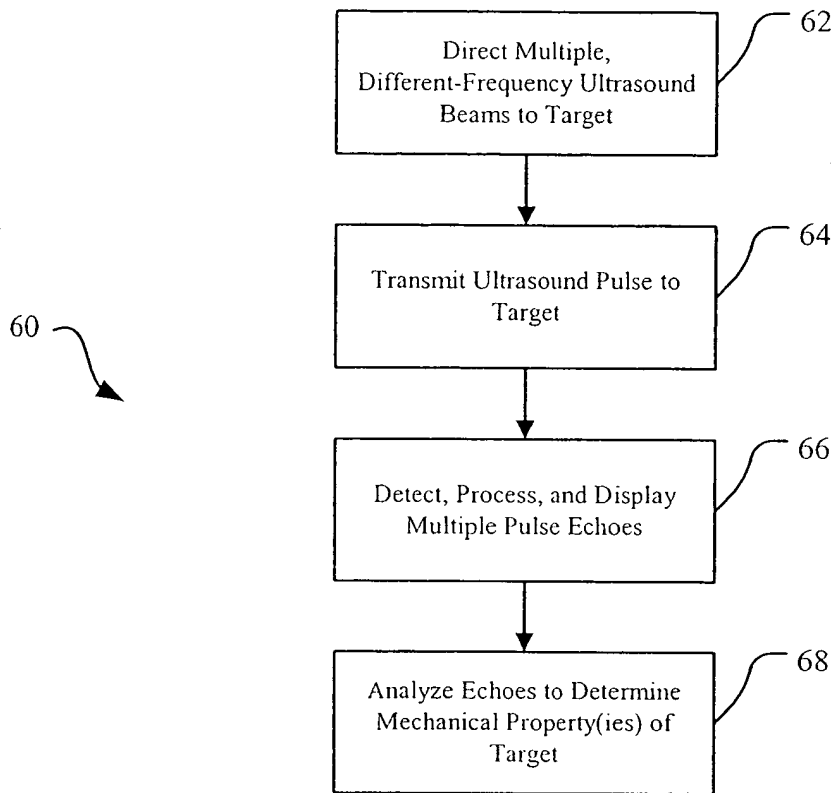 Direct Multiple,
Different-Frequency Ultrasound
Beams to Target
62
Transmit Ultrasound Pulse to
Target
64
60
Detect, Process, and Display
Multiple Pulse Echoes
66
Analyze Echoes to Determine
Mechanical Property(ies) of
Target
68